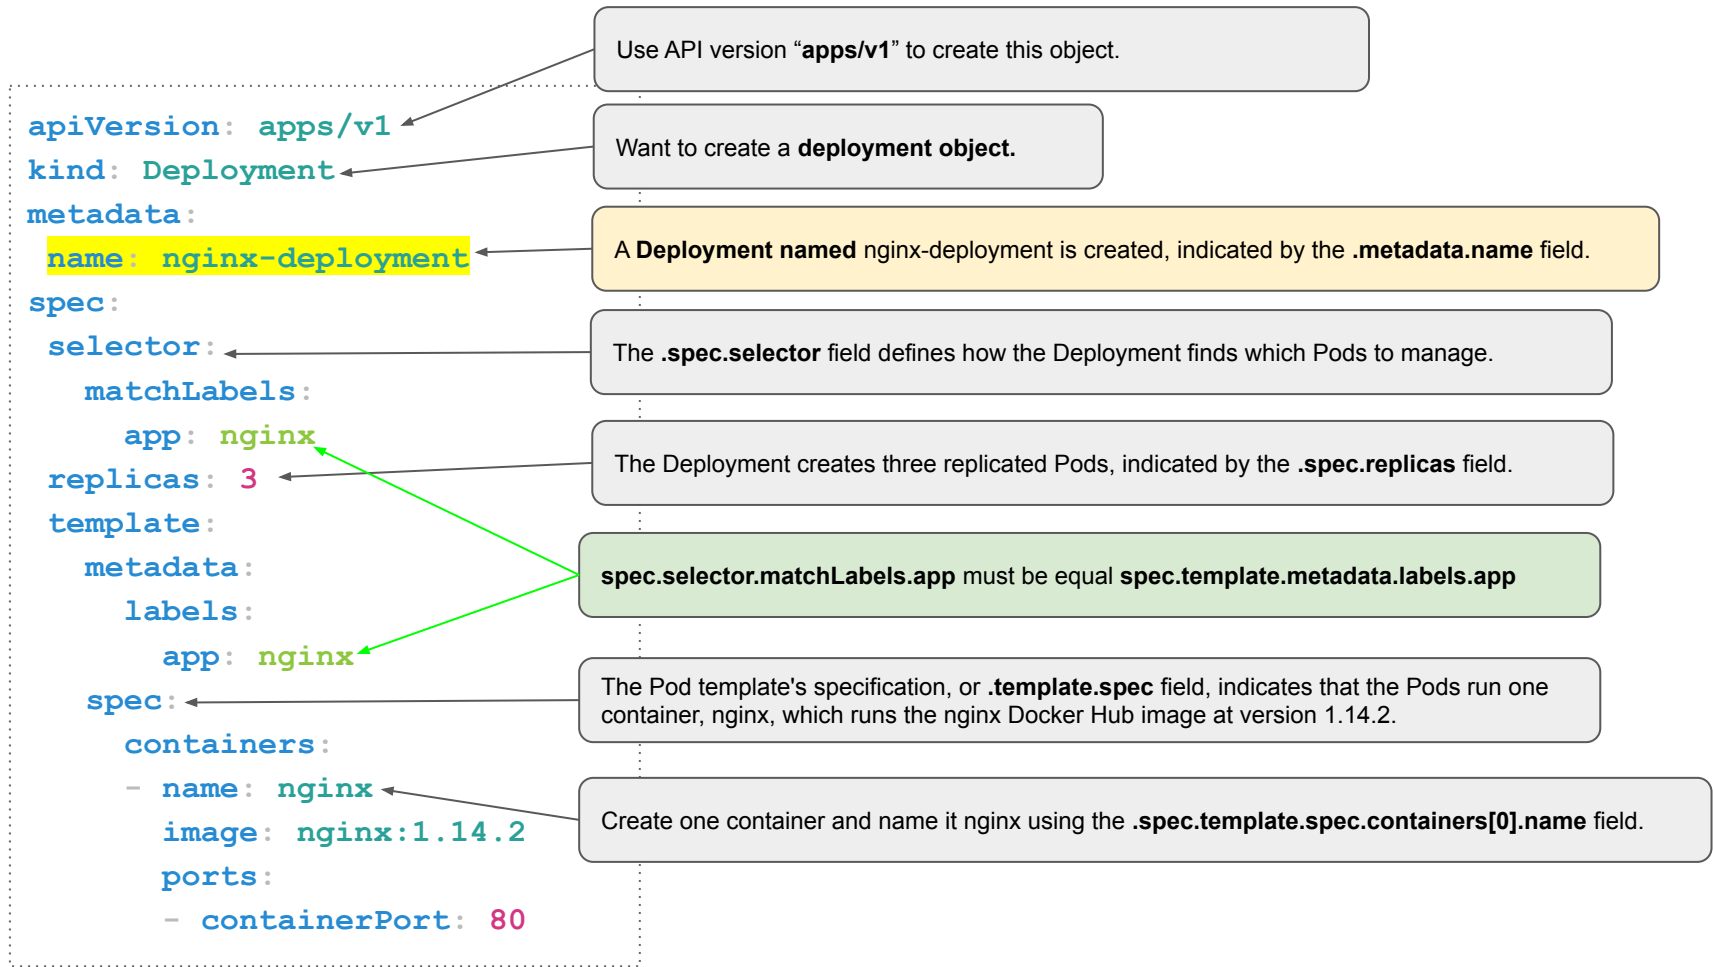 Use API version “apps/v1” to create this object.
apiVersion: apps/v1
Want to create a deployment object.
kind: Deployment
metadata:
A Deployment named nginx-deployment is created, indicated by the .metadata.name field.
name: nginx-deployment
spec:
selector:
The .spec.selector field defines how the Deployment finds which Pods to manage.
matchLabels:
app: nginx
The Deployment creates three replicated Pods, indicated by the .spec.replicas field.
replicas: 3
template:
metadata:
spec.selector.matchLabels.app must be equal spec.template.metadata.labels.app
labels:
app: nginx
spec:
The Pod template's specification, or .template.spec field, indicates that the Pods run one
container, nginx, which runs the nginx Docker Hub image at version 1.14.2.
containers:
- name: nginx
Create one container and name it nginx using the .spec.template.spec.containers[0].name field.
image: nginx:1.14.2
ports:
- containerPort: 80